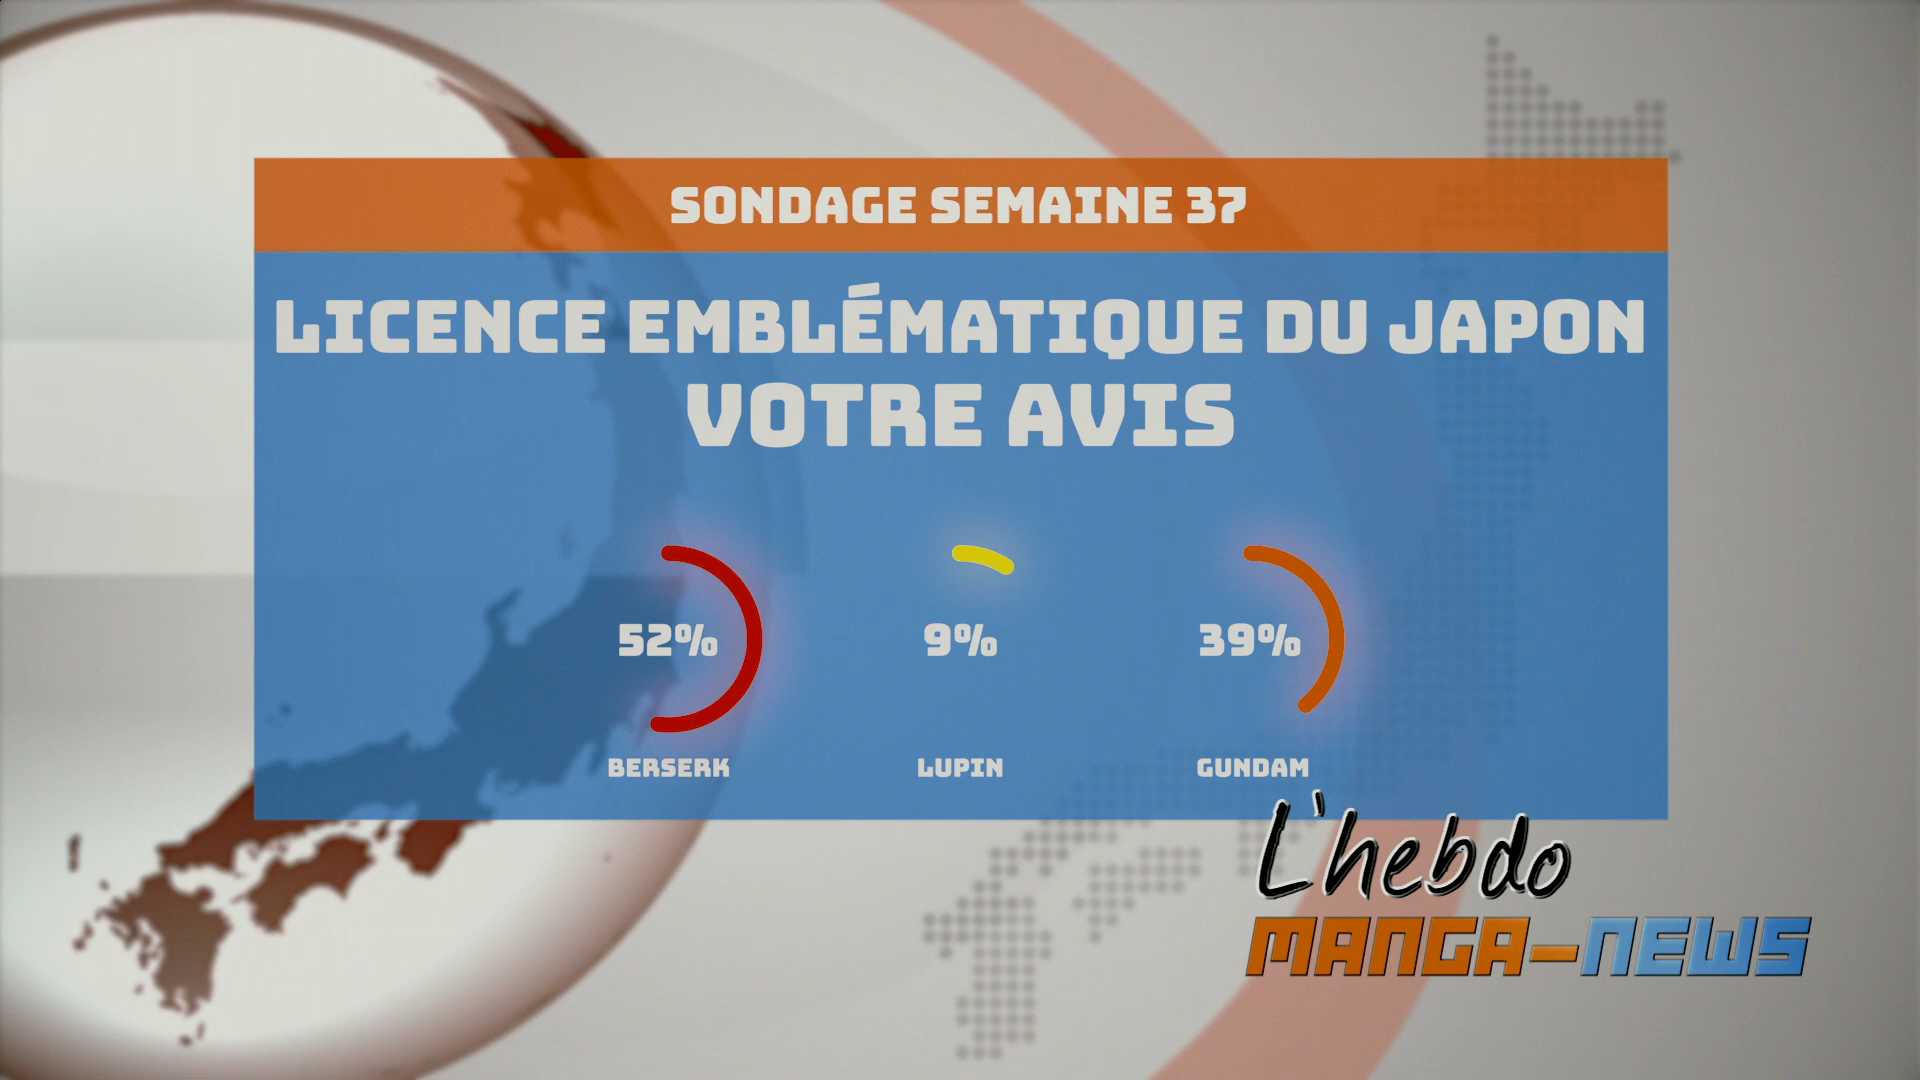 SONDAGE SEMAINE 37
LICENCE EMBLÉMATIQUE DU JAPON
VOTRE AVIS
52%
9%
39%
BERSERK
LUPIN
GUNDAM
L'hebdo
MANGA-NEWS